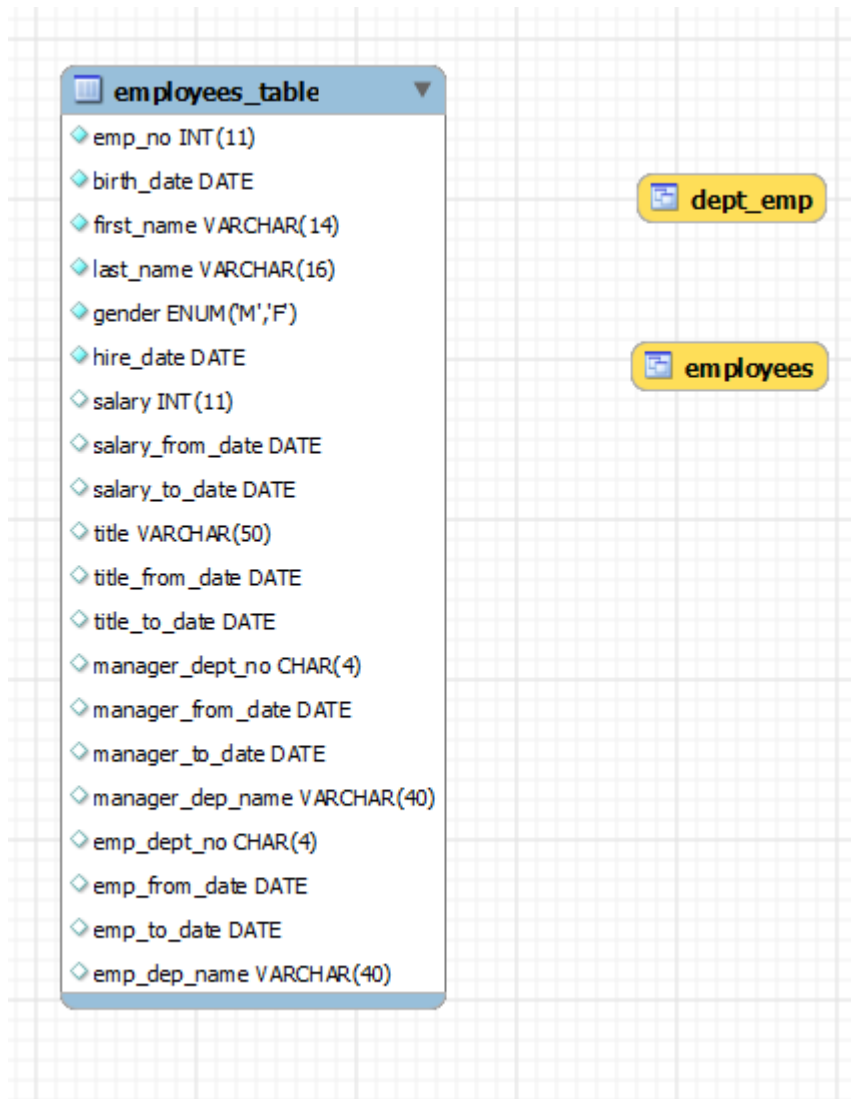 employees_table
emp_no INT(11)
birth_date DATE
first_name VARCHAR(14)
last_name VARCHAR(16)
gender ENUM('M','F')
hire_date DATE
salary INT(11)
salary_from_date DATE
salary_to_date DATE
title VARCHAR(50)
title_from_date DATE
title_to_date DATE
manager_dept_no CHAR(4)
manager_from_date DATE
manager_to_date DATE
manager_dep_name VARCHAR(40)
emp_dept_no CHAR(4)
emp_from_date DATE
emp_to_date DATE
emp_dep_name VARCHAR(40)
dept_emp
employees